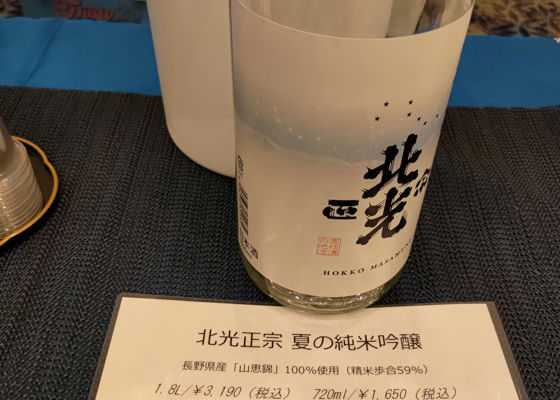 北光
正宗
HOKKO MASAMUNE
北光正宗 夏の純米吟醸
長野県産「山恵錦」100%使用（精米歩合59%）
1.8L/¥3,190（税込） 720ml/¥1,650（税込）